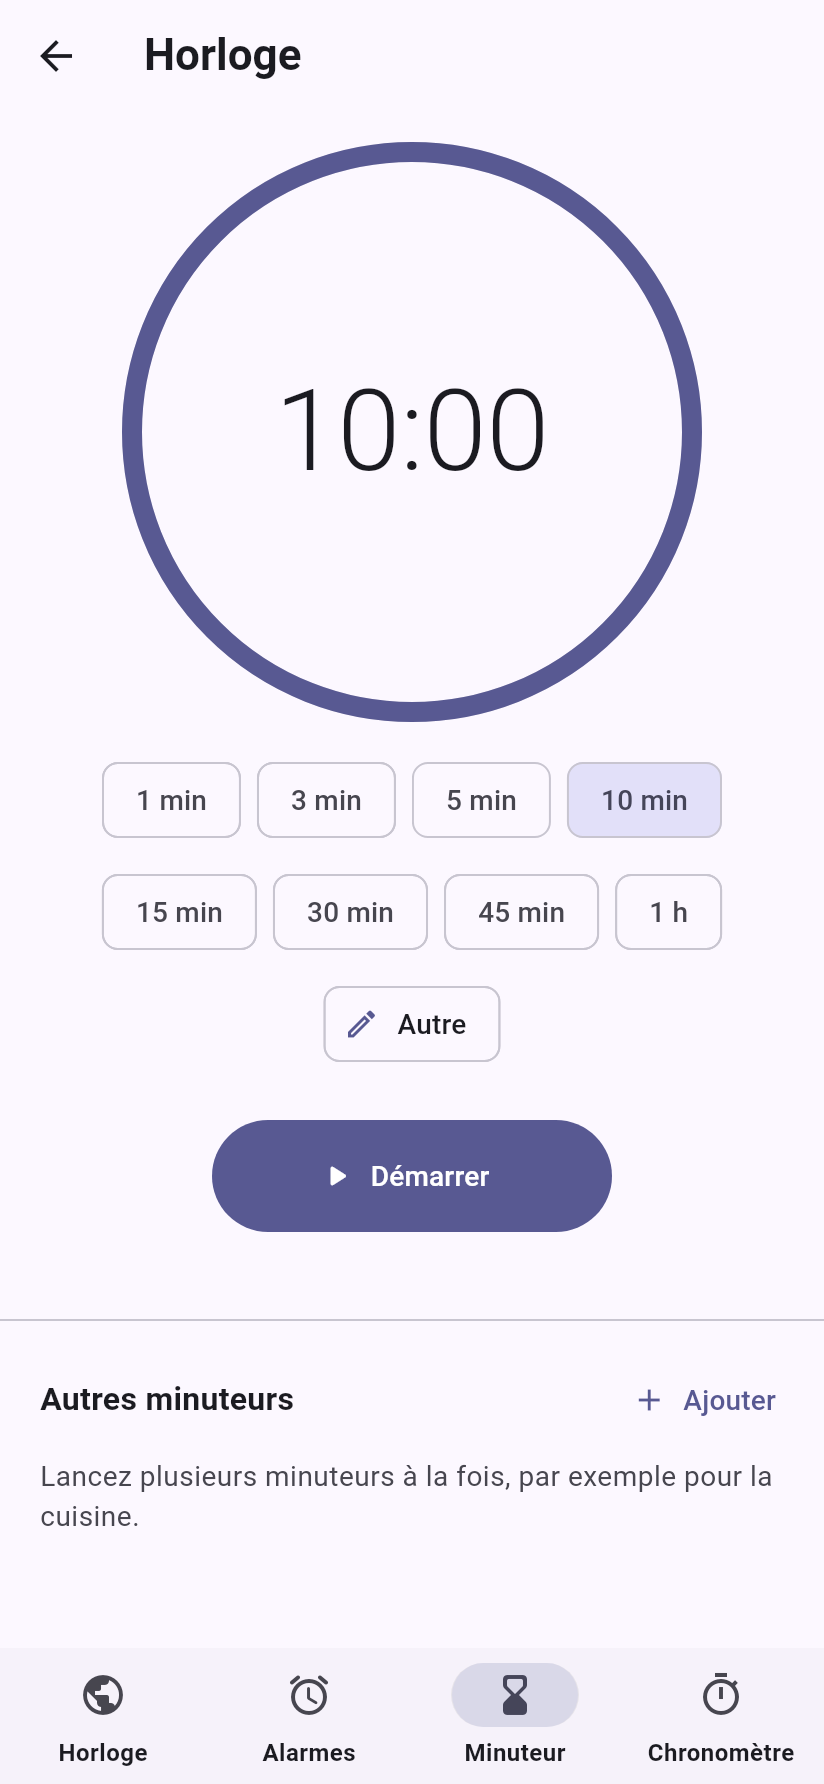 Horloge
10:00
1 min
3 min
5 min
10 min
15 min
30 min
45 min
1 h
Autre
Démarrer
Autres minuteurs
Ajouter
Lancez plusieurs minuteurs à la fois, par exemple pour la
cuisine.
Horloge
Alarmes
Minuteur
Chronomètre